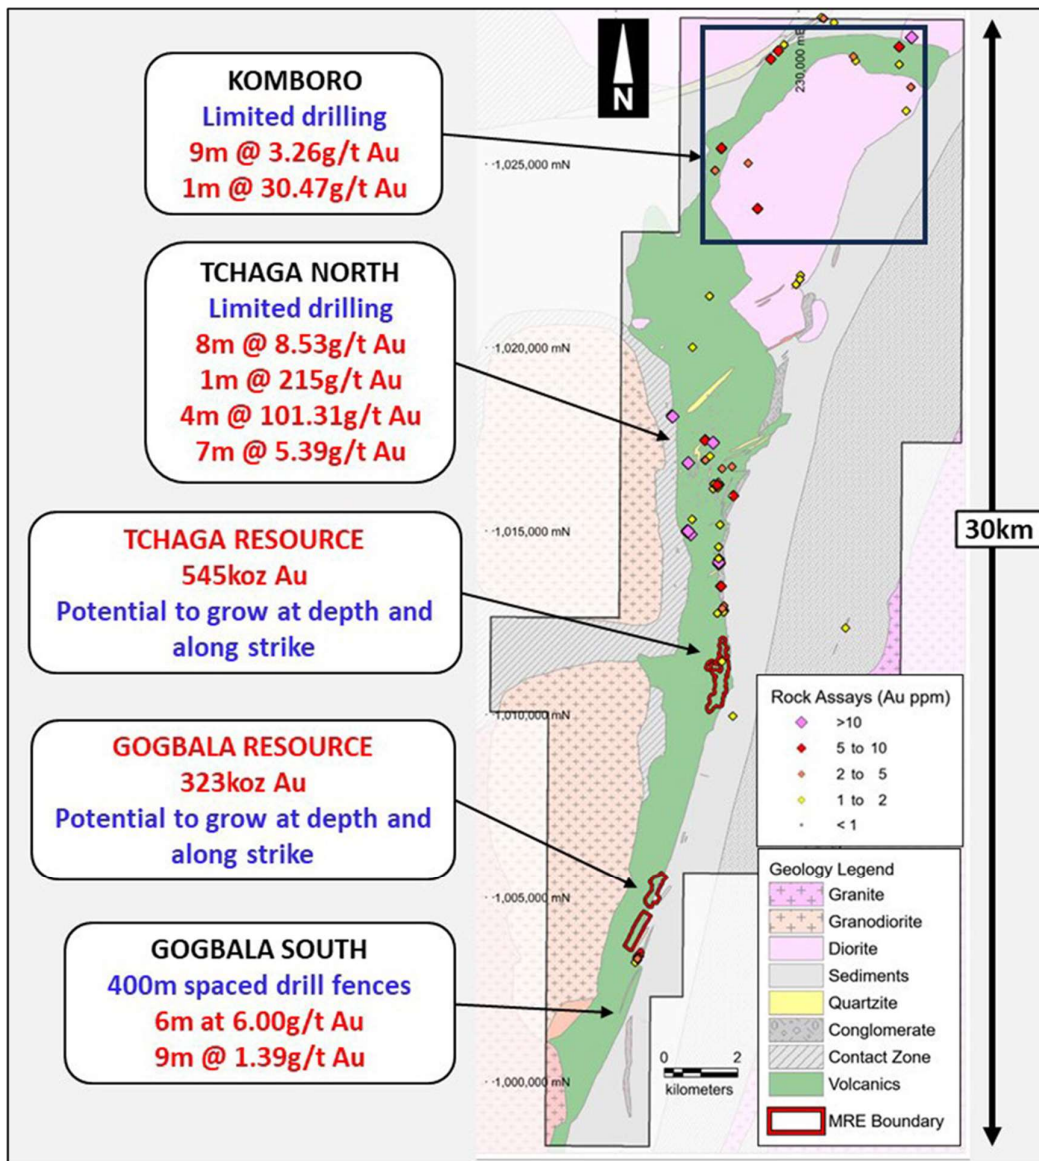 KOMBORO
Limited drilling
9m @ 3.26g/t Au
1m @ 30.47g/t Au
TCHAGA NORTH
Limited drilling
8m @ 8.53g/t Au
1m @ 215g/t Au
4m @ 101.31g/t Au
7m @ 5.39g/t Au
TCHAGA RESOURCE
545koz Au
Potential to grow at depth and
along strike
GOGBALA RESOURCE
323koz Au
Potential to grow at depth and
along strike
GOGBALA SOUTH
400m spaced drill fences
6m at 6.00g/t Au
9m @ 1.39g/t Au
N
230,000 mE
1,025,000 mN
1,020,000 mN
1,015,000 mN
1,010,000 mN
1,005,000 mN
1,000,000 mN
30km
Rock Assays (Au ppm)
>10
5 to 10
2 to 5
1 to 2
< 1
Geology Legend
Granite
Granodiorite
Diorite
Sediments
Quartzite
Conglomerate
Contact Zone
Volcanics
MRE Boundary
0 1 2
kilometers